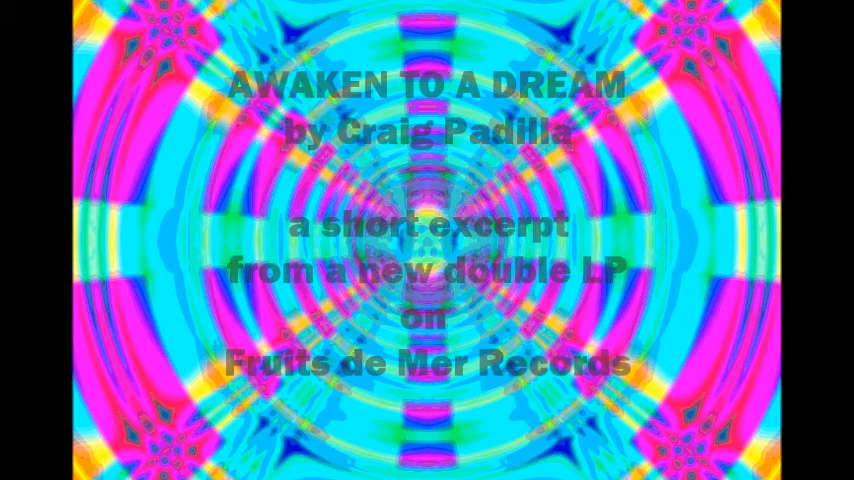 AWAKEN TO A DREAM
by Craig Padilla
a short excerpt
from a new double LP
on
Fruits de Mer Records